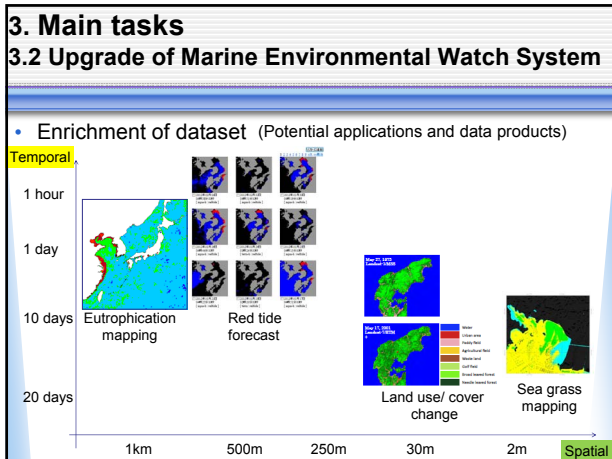 3. Main tasks
3.2 Upgrade of Marine Environmental Watch System
• Enrichment of dataset (Potential applications and data products)
Temporal
1 hour
1 day
10 days
20 days
Eutrophication
mapping
Red tide
forecast
May 17, 2001
Water
Urban area
Paddy field
Agricultural field
Waste land
Golf field
Broad leaved forest
Needle leaved forest
Land use/ cover
change
Sea grass
mapping
1km
500m
250m
30m
2m
Spatial